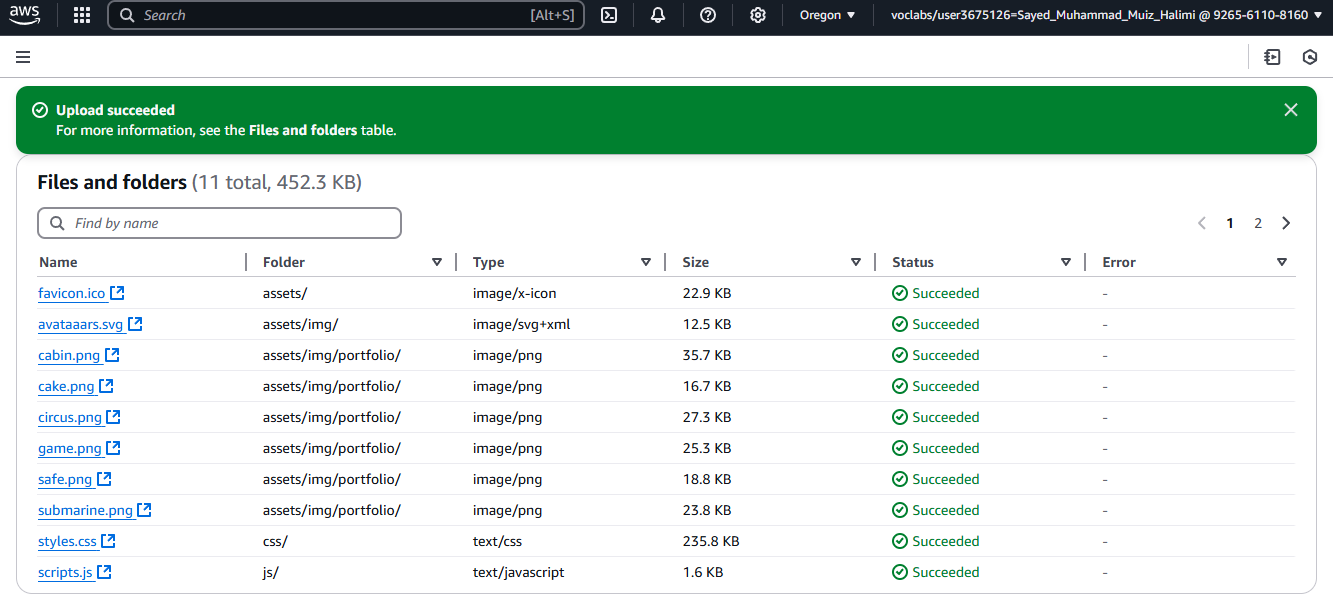 aws Search [Alt+S] Oregon voclabs/user3675126=Sayed_Muhammad_Muiz_Halimi @ 9265-6110-8160
Upload succeeded
For more information, see the Files and folders table.
Files and folders (11 total, 452.3 KB)
Find by name 1 2
Name Folder Type Size Status Error
favicon.ico assets/ image/x-icon 22.9 KB Succeeded -
avataaars.svg assets/img/ image/svg+xml 12.5 KB Succeeded -
cabin.png assets/img/portfolio/ image/png 35.7 KB Succeeded -
cake.png assets/img/portfolio/ image/png 16.7 KB Succeeded -
circus.png assets/img/portfolio/ image/png 27.3 KB Succeeded -
game.png assets/img/portfolio/ image/png 25.3 KB Succeeded -
safe.png assets/img/portfolio/ image/png 18.8 KB Succeeded -
submarine.png assets/img/portfolio/ image/png 23.8 KB Succeeded -
styles.css css/ text/css 235.8 KB Succeeded -
scripts.js js/ text/javascript 1.6 KB Succeeded -